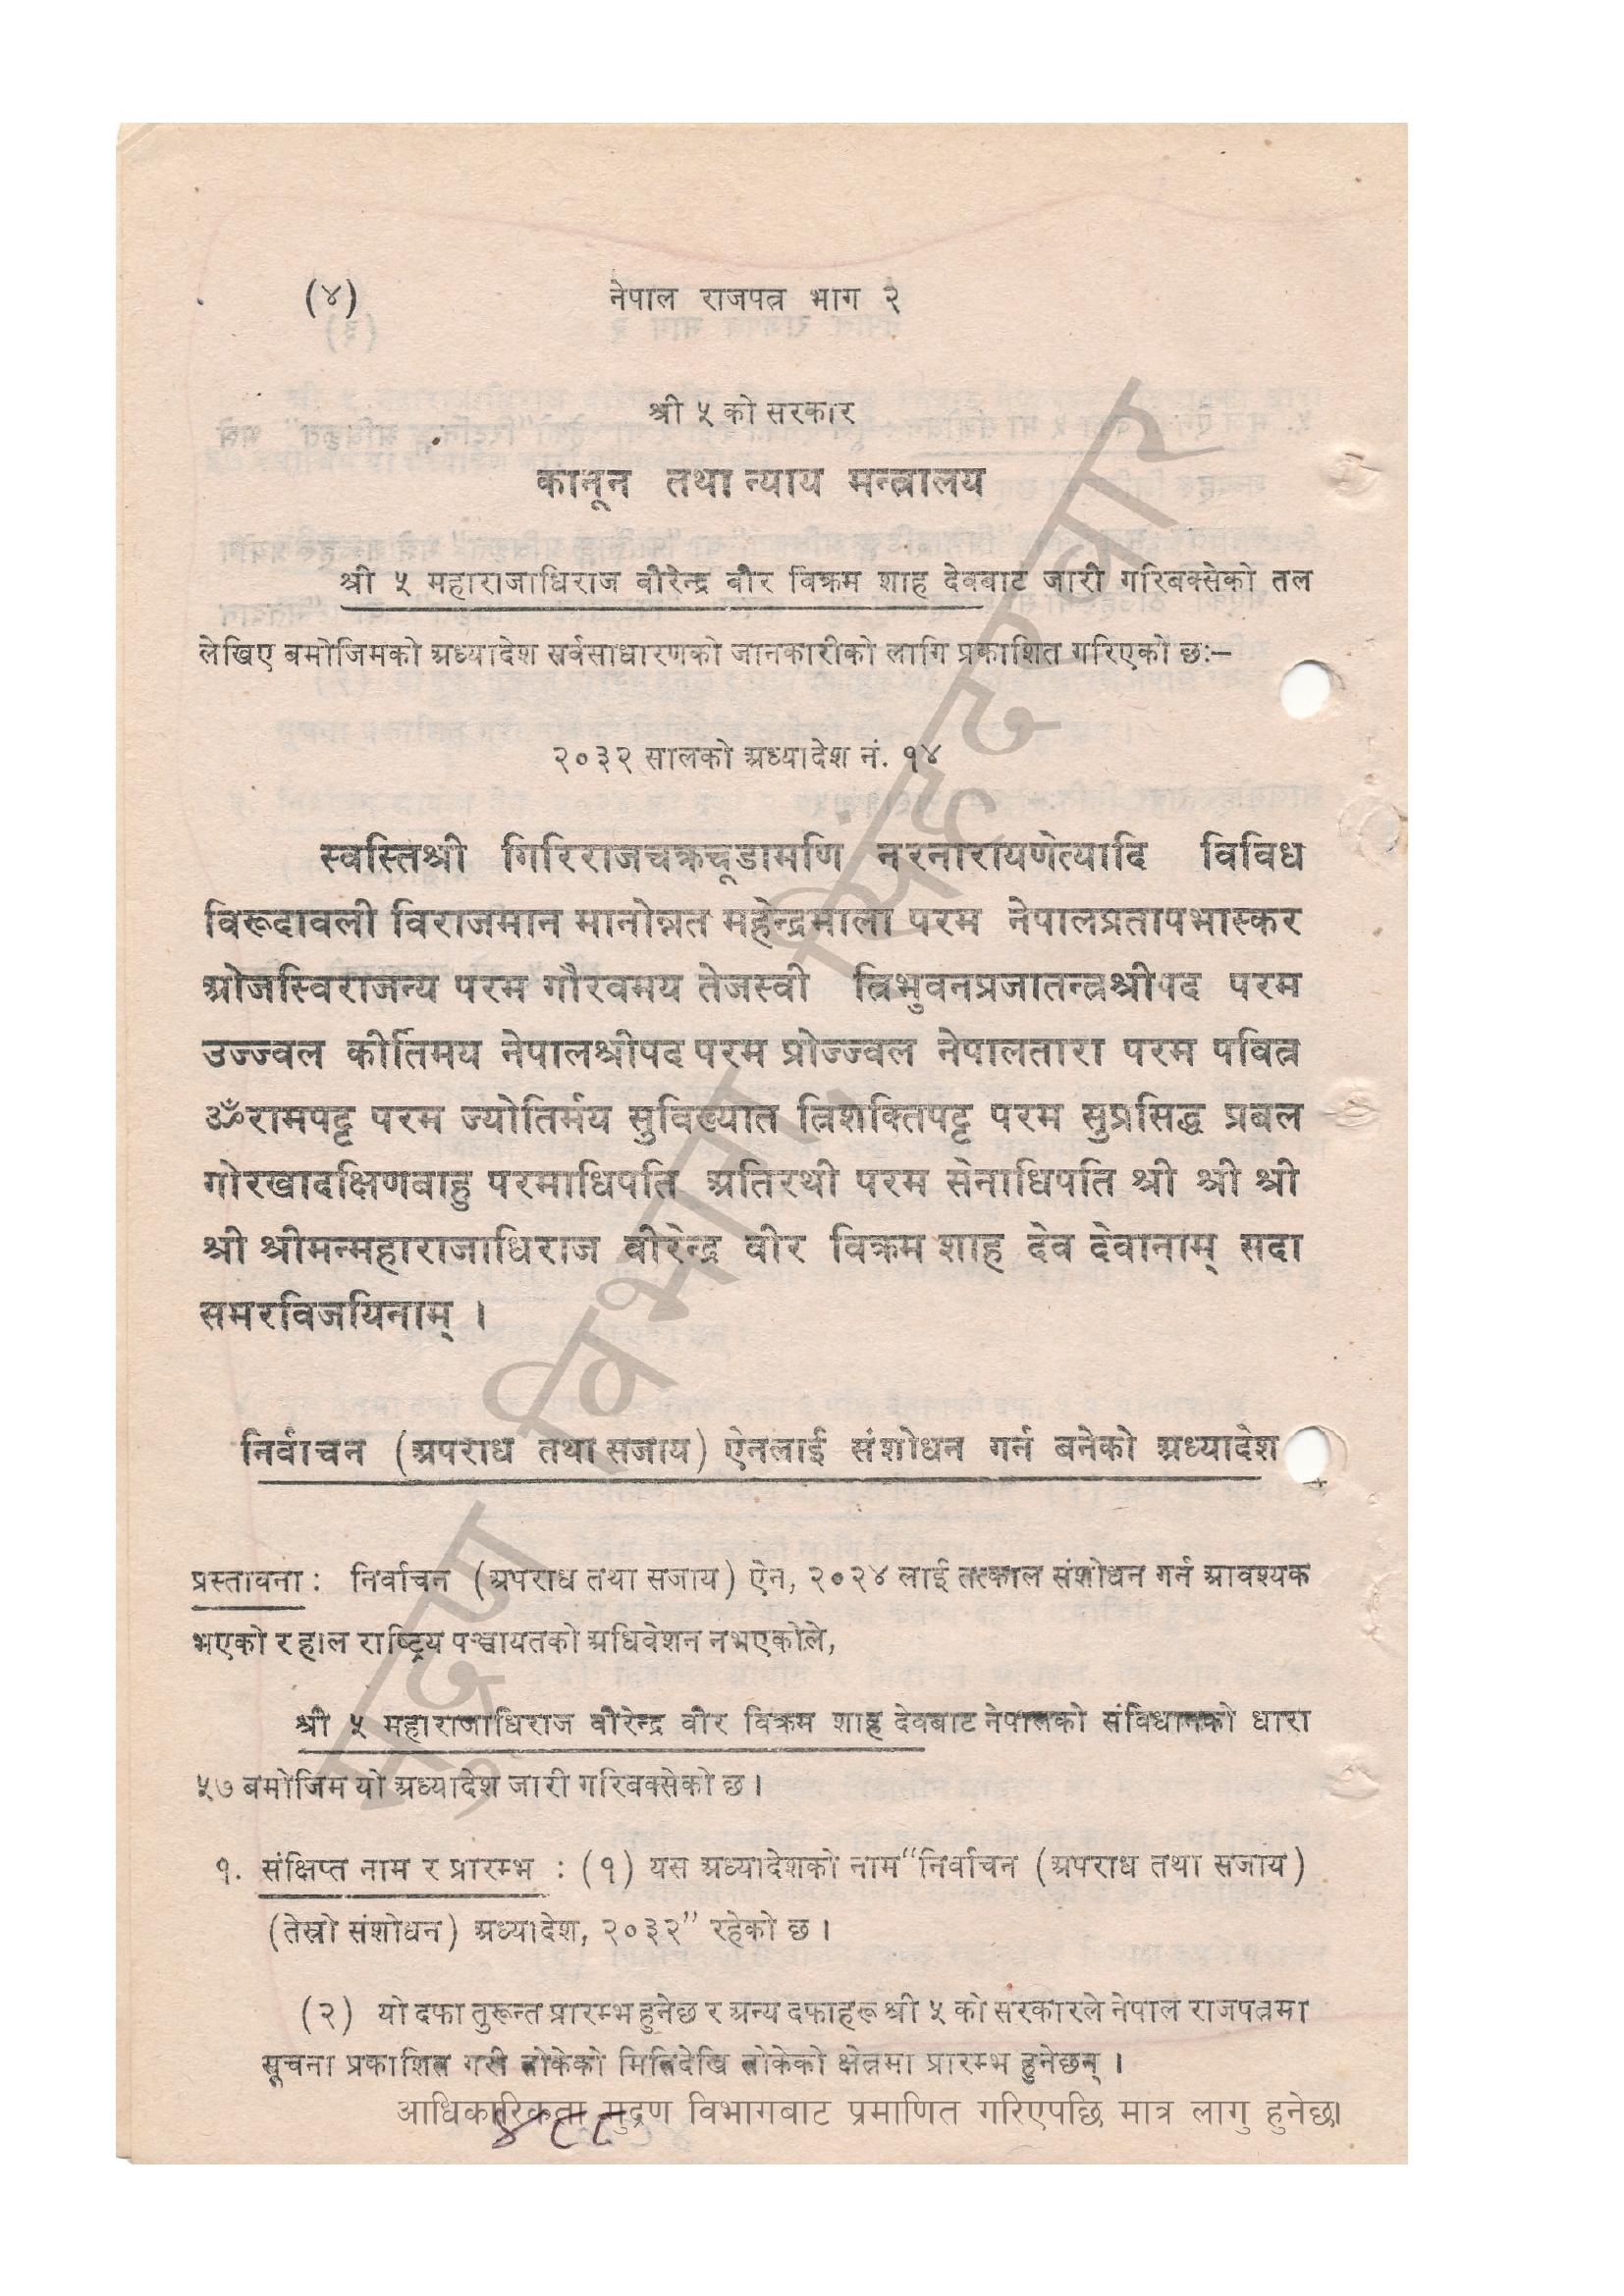 (४) नेपाल राजपत्र भाग २
श्री ५ को सरकार
कानून तथा न्याय मन्त्रालय
श्री ५ महाराजाधिराज वीरेन्द्र वीर विक्रम शाह देवबाट जारी गरिबक्सेको तल
लेखिए बमोजिमको अध्यादेश सर्वसाधारणको जानकारीको लागि प्रकाशित गरिएको छः–
२०३२ सालको अध्यादेश नं. १४
स्वस्तिश्री गिरिराजचक्रचूडामणि नरनारायणेत्यादि विविध
विरूदावली विराजमान मानोन्नत महेन्द्रमाला परम नेपालप्रतापभास्कर
ओजस्विराजन्य परम गौरवमय तेजस्वी त्रिभुवनप्रजातन्त्रश्रीपद परम
उज्ज्वल कीर्तिमय नेपालश्रीपद परम प्रोज्ज्वल नेपालतारा परम पवित्र
ॐरामपट्ट परम ज्योतिर्मय सुविख्यात त्रिशक्तिपट्ट परम सुप्रसिद्ध प्रबल
गोरखादक्षिणबाहु परमाधिपति अतिरथी परम सेनाधिपति श्री श्री श्री
श्री श्रीमन्महाराजाधिराज वीरेन्द्र वीर विक्रम शाह देव देवानाम् सदा
समरविजयिनाम् ।
निर्वाचन (अपराध तथा सजाय) ऐनलाई संशोधन गर्न बनेको अध्यादेश
प्रस्तावना : निर्वाचन (अपराध तथा सजाय) ऐन, २०२४ लाई तत्काल संशोधन गर्न आवश्यक
भएको र हाल राष्ट्रिय पञ्चायतको अधिवेशन नभएकोले,
श्री ५ महाराजाधिराज वीरेन्द्र वीर विक्रम शाह देवबाट नेपालको संविधानको धारा
५७ बमोजिम यो अध्यादेश जारी गरिबक्सेको छ ।
१. संक्षिप्त नाम र प्रारम्भ : (१) यस अध्यादेशको नाम "निर्वाचन (अपराध तथा सजाय)
(तेस्रो संशोधन) अध्यादेश, २०३२" रहेको छ ।
(२) यो दफा तुरून्त प्रारम्भ हुनेछ र अन्य दफाहरू श्री ५ को सरकारले नेपाल राजपत्रमा
सूचना प्रकाशित गरी तोकेको मितिदेखि तोकेको क्षेत्रमा प्रारम्भ हुनेछन् ।
आधिकारिकता मुद्रण विभागबाट प्रमाणित गरिएपछि मात्र लागु हुनेछ।
४८८
मुद्रण विभाग, सिंहदरबार